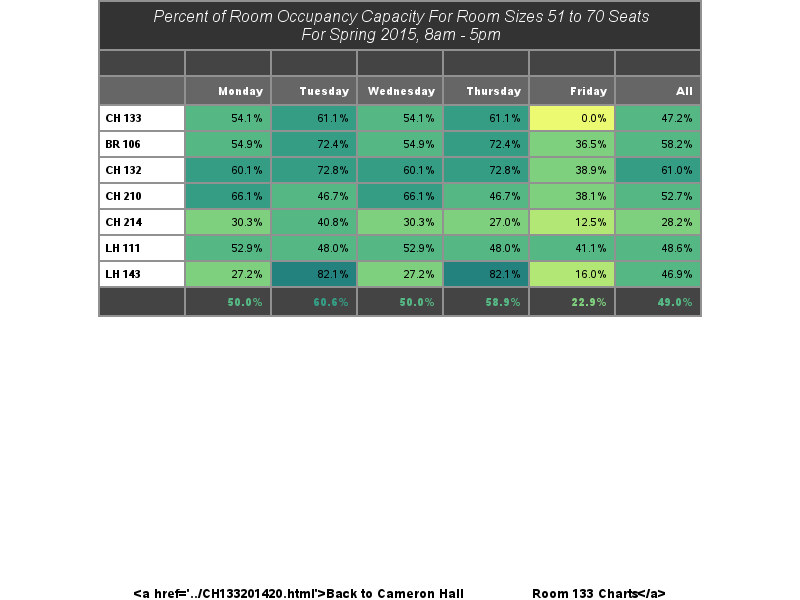 Percent of Room Occupancy Capacity For Room Sizes 51 to 70 Seats
For Spring 2015, 8am - 5pm
Monday Tuesday Wednesday Thursday Friday All
CH 133 54.1% 61.1% 54.1% 61.1% 0.0% 47.2%
BR 106 54.9% 72.4% 54.9% 72.4% 36.5% 58.2%
CH 132 60.1% 72.8% 60.1% 72.8% 38.9% 61.0%
CH 210 66.1% 46.7% 66.1% 46.7% 38.1% 52.7%
CH 214 30.3% 40.8% 30.3% 27.0% 12.5% 28.2%
LH 111 52.9% 48.0% 52.9% 48.0% 41.1% 48.6%
LH 143 27.2% 82.1% 27.2% 82.1% 16.0% 46.9%
50.0% 60.6% 50.0% 58.9% 22.9% 49.0%
<a href='../CH133201420.html'>Back to Cameron Hall Room 133 Charts</a>